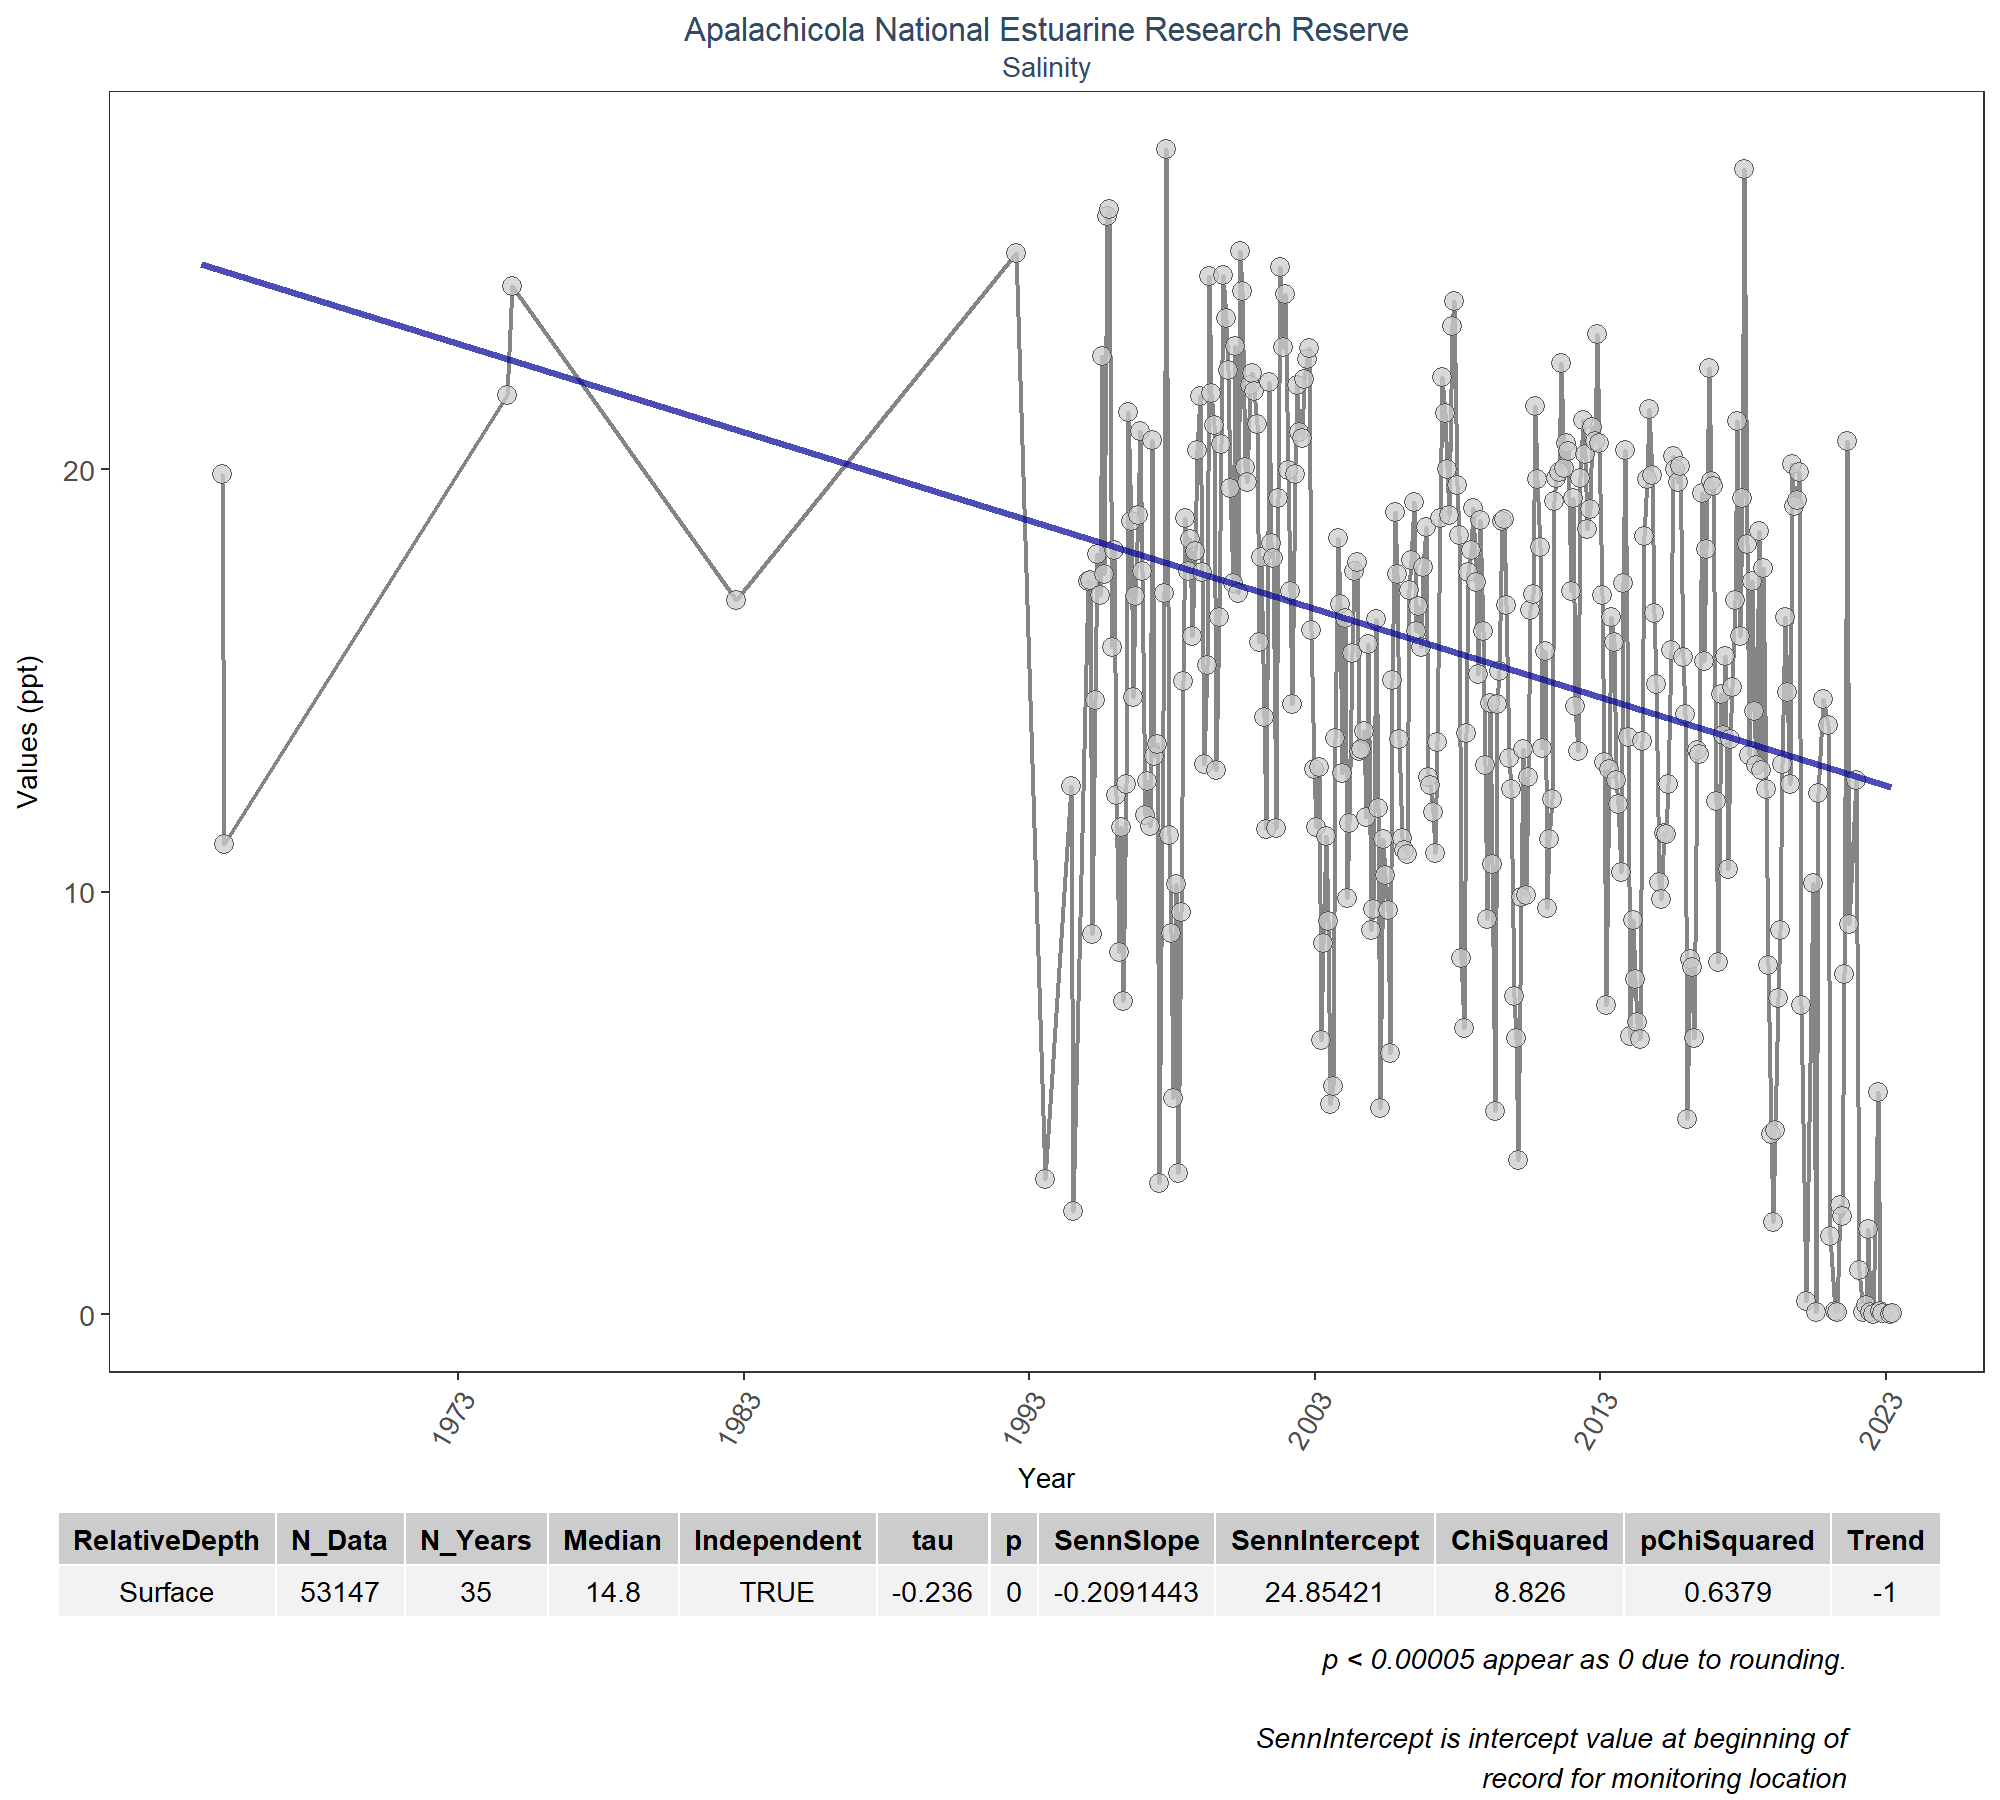 Apalachicola National Estuarine Research Reserve
Salinity
Values (ppt)
20
10
0
1973
1983
1993
2003
2013
2023
Year
RelativeDepth N_Data N_Years Median Independent tau p SennSlope SennIntercept ChiSquared pChiSquared Trend
Surface 53147 35 14.8 TRUE -0.236 0 -0.2091443 24.85421 8.826 0.6379 -1
p < 0.00005 appear as 0 due to rounding.
SennIntercept is intercept value at beginning of
record for monitoring location